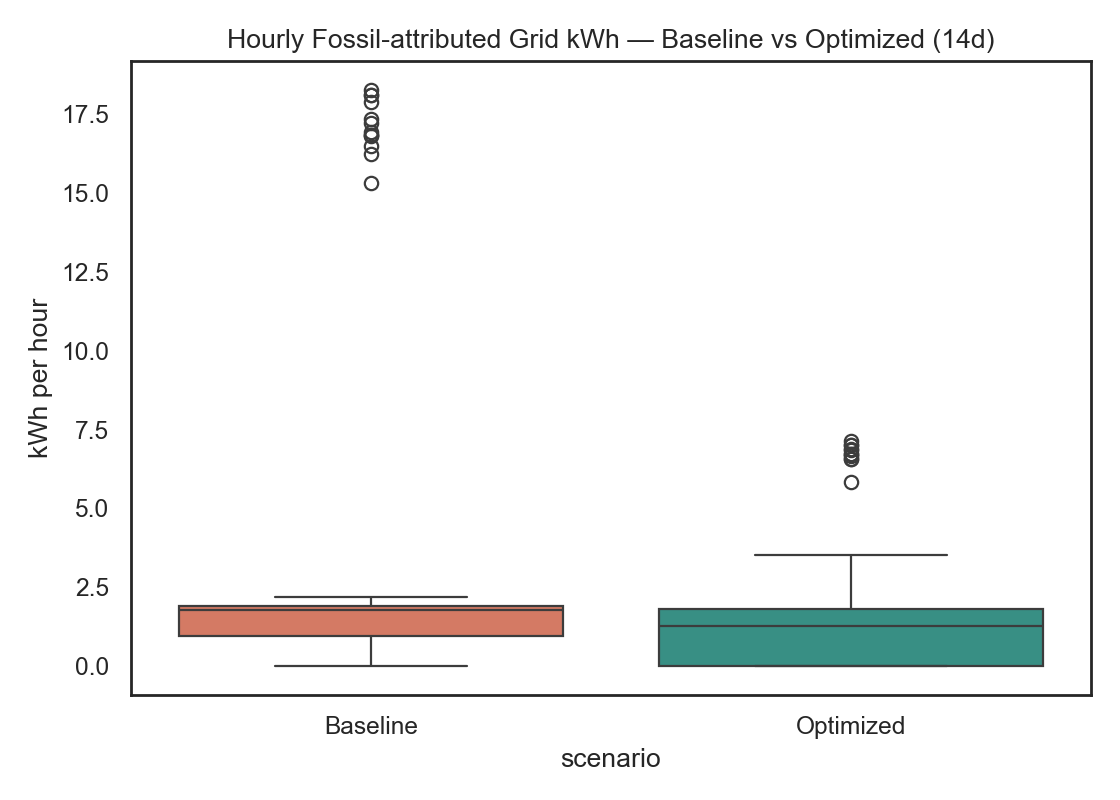 Hourly Fossil-attributed Grid kWh — Baseline vs Optimized (14d)
17.5
15.0
12.5
10.0
7.5
5.0
2.5
0.0
kWh per hour
Baseline
Optimized
scenario